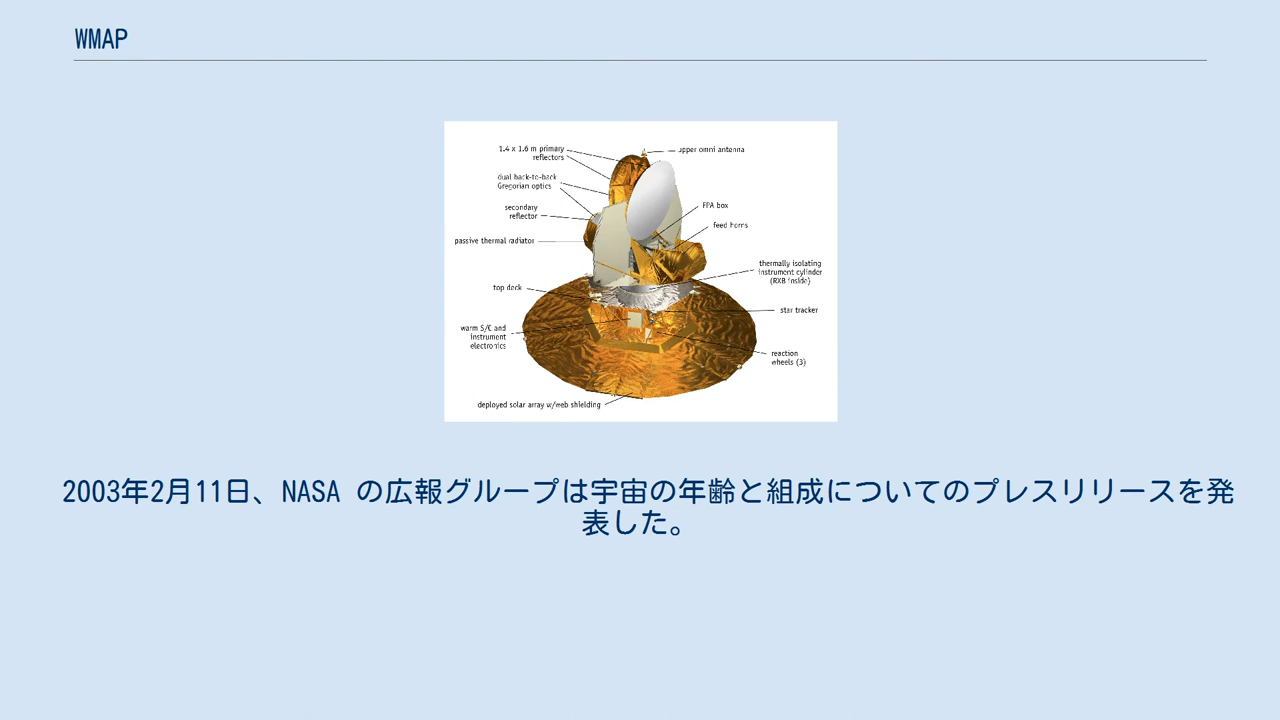 WMAP
1.4 x 1.6 m primary
reflectors
upper omni antenna
dual back-to-back
Gregorian optics
secondary
reflector
FPA box
feed horns
passive thermal radiator
thermally isolating
instrument cylinder
(RXB inside)
top deck
star tracker
warm S/C and
instrument
electronics
reaction
wheels (3)
deployed solar array w/web shielding
2003年2月11日、NASA の広報グループは宇宙の年齢と組成についてのプレスリリースを発
表した。